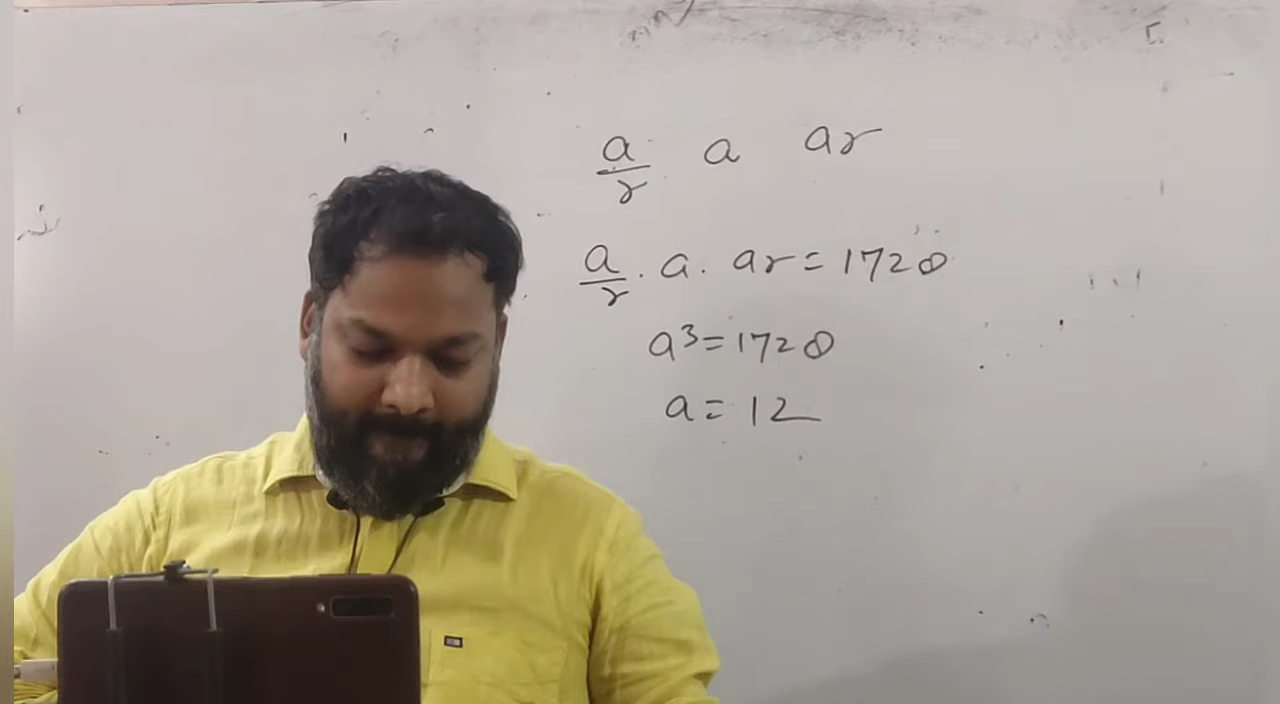 a/r a ar
a/r . a . ar = 1728
a³ = 1728
a = 12